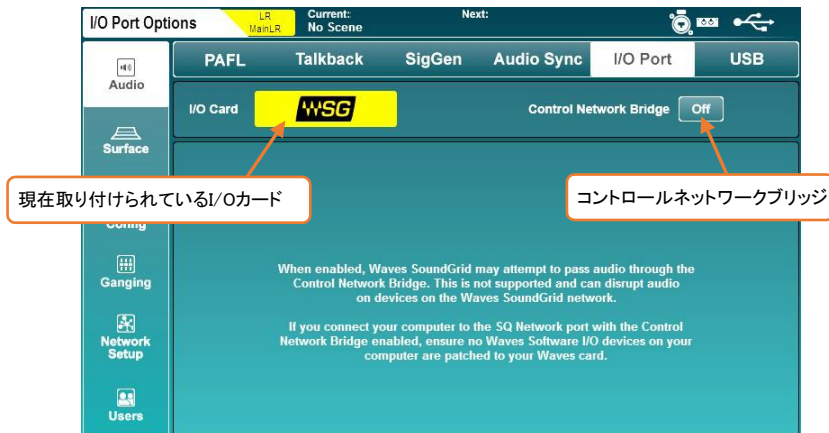 I/O Port Options
LR
MainLR
Current:
No Scene
Next:
Audio
PAFL
Talkback
SigGen
Audio Sync
I/O Port
USB
I/O Card
WSG
Control Network Bridge
Off
Surface
現在取り付けられているI/Oカード
コントロールネットワークブリッジ
Config
When enabled, Waves SoundGrid may attempt to pass audio through the
Control Network Bridge. This is not supported and can disrupt audio
on devices on the Waves SoundGrid network.
If you connect your computer to the SQ Network port with the Control
Network Bridge enabled, ensure no Waves Software I/O devices on your
computer are patched to your Waves card.
Ganging
Network
Setup
Users